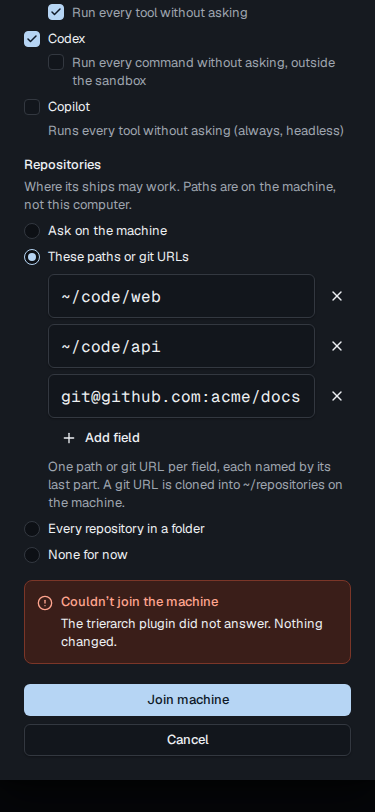 Run every tool without asking
Codex
Run every command without asking, outside
the sandbox
Copilot
Runs every tool without asking (always, headless)
Repositories
Where its ships may work. Paths are on the machine,
not this computer.
Ask on the machine
These paths or git URLs
~/code/web
~/code/api
git@github.com:acme/docs
Add field
One path or git URL per field, each named by its
last part. A git URL is cloned into ~/repositories on
the machine.
Every repository in a folder
None for now
Couldn’t join the machine
The trierarch plugin did not answer. Nothing
changed.
Join machine
Cancel